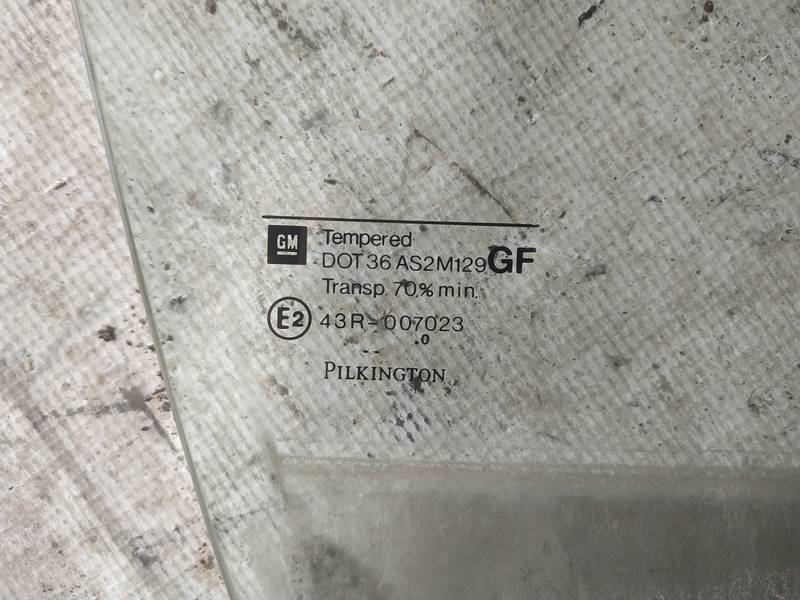 GM Tempered
DOT 36 AS2M129 GF
Transp. 70% min.
E2 43R-007023
.0
PILKINGTON